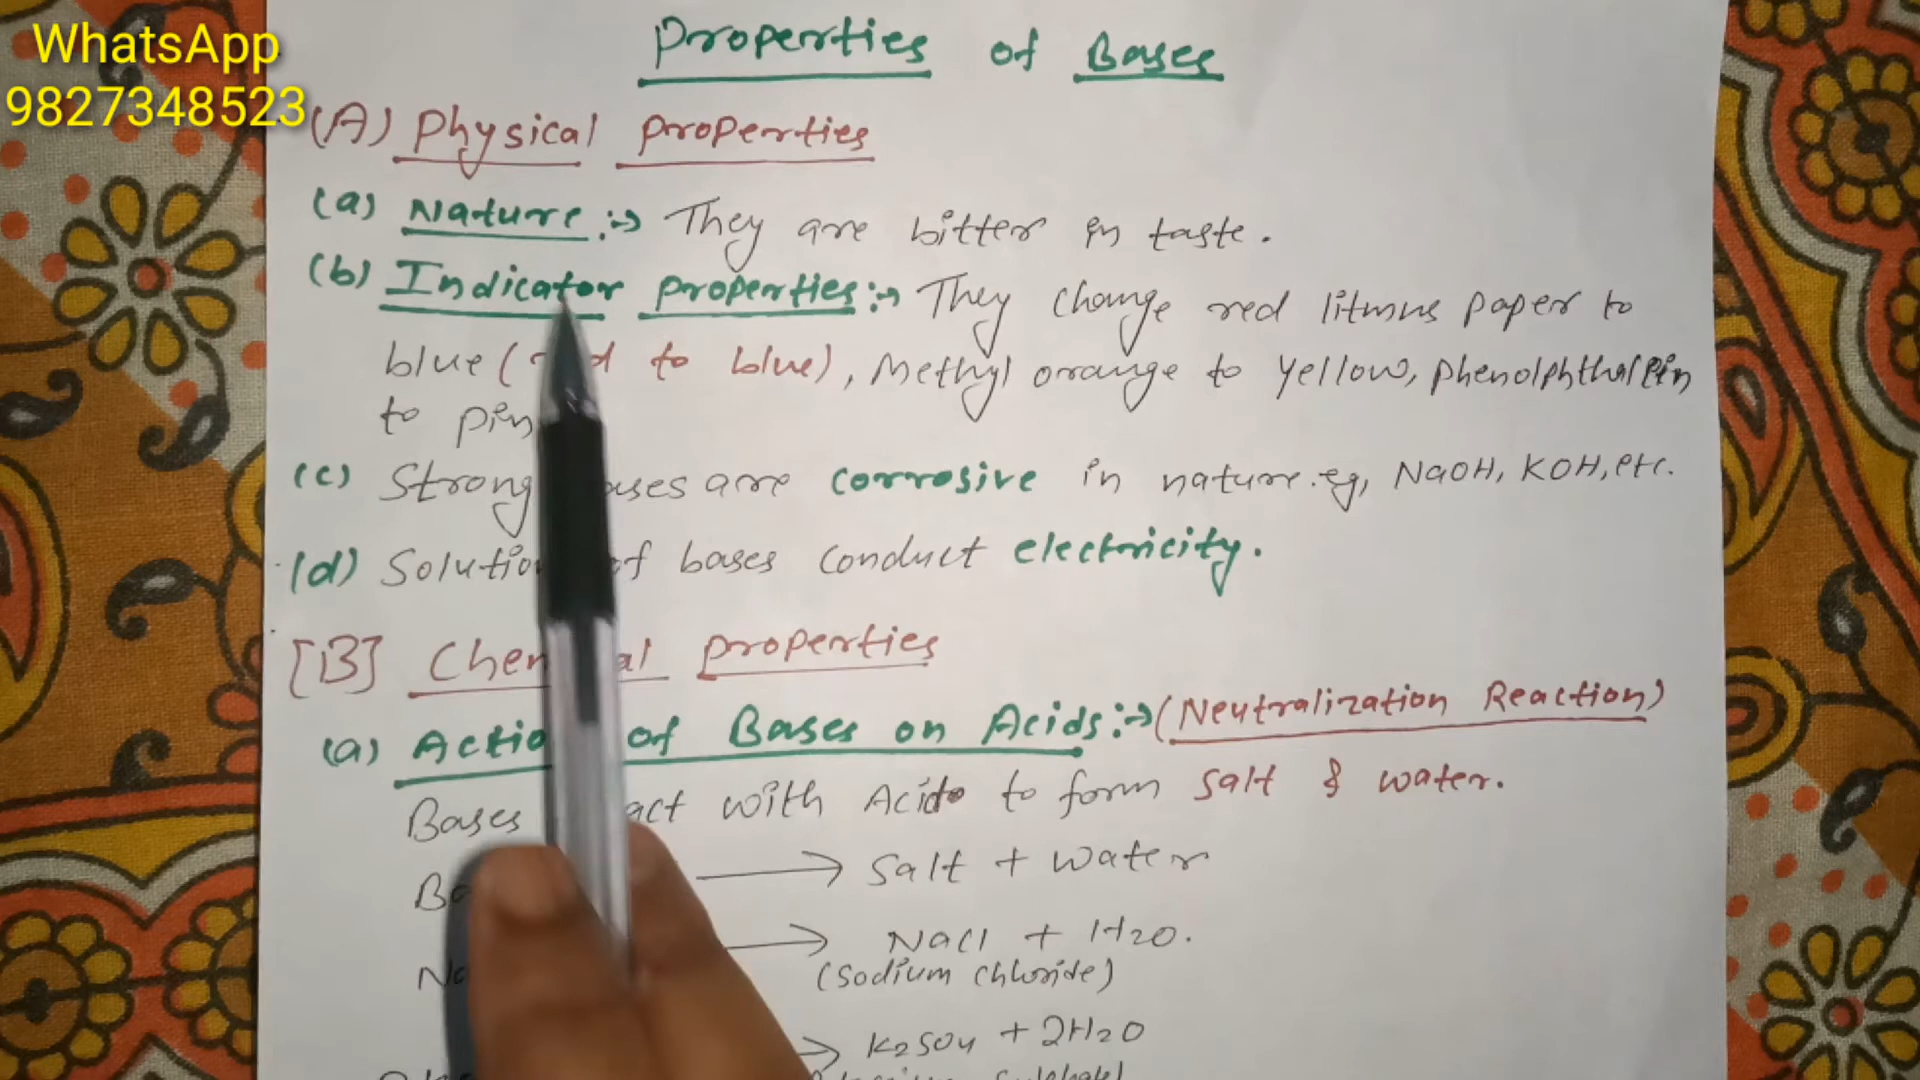 WhatsApp
9827348523
Properties of Bases
(A) Physical properties
(a) Nature :→ They are bitter in taste.
(b) Indicator properties :→ They change red litmus paper to
blue ( to blue), Methyl orange to yellow, phenolphthalein
to
(c) Strong are corrosive in nature. eg, NaOH, KOH, etc.
(d) of bases conduct electricity.
[B] properties
(a) of Bases on Acids :→ (Neutralization Reaction)
Bases with Acids to form salt & water.
→ Salt + water
→ NaCl + H2O.
(Sodium chloride)
→ K2SO4 + 2H2O